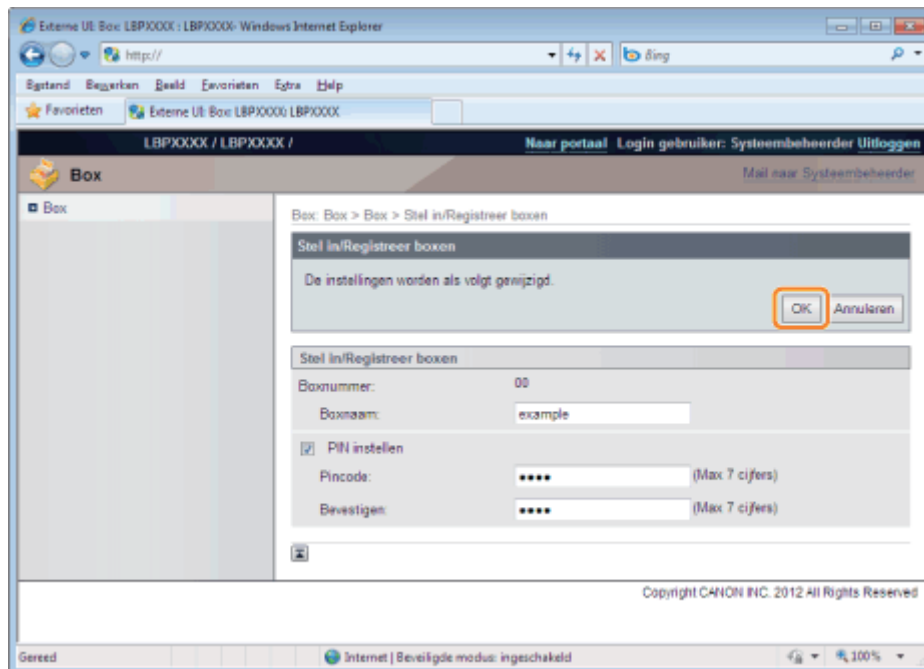 Externe UI: Box: LBPXXXX : LBPXXXX- Windows Internet Explorer
http://
Bing
Bestand Bewerken Beeld Favorieten Extra Help
Favorieten Externe UI: Box: LBPXXXX: LBPXXXX
LBPXXXX / LBPXXXX / Naar portaal Login gebruiker: Systeembeheerder Uitloggen
Box Mail naar Systeembeheerder
Box
Box: Box > Box > Stel in/Registreer boxen
Stel in/Registreer boxen
De instellingen worden als volgt gewijzigd.
OK Annuleren
Stel in/Registreer boxen
Boxnummer: 00
Boxnaam: example
PIN instellen
Pincode: •••• (Max 7 cijfers)
Bevestigen: •••• (Max 7 cijfers)
Copyright CANON INC. 2012 All Rights Reserved
Gereed Internet | Beveiligde modus: ingeschakeld 100%